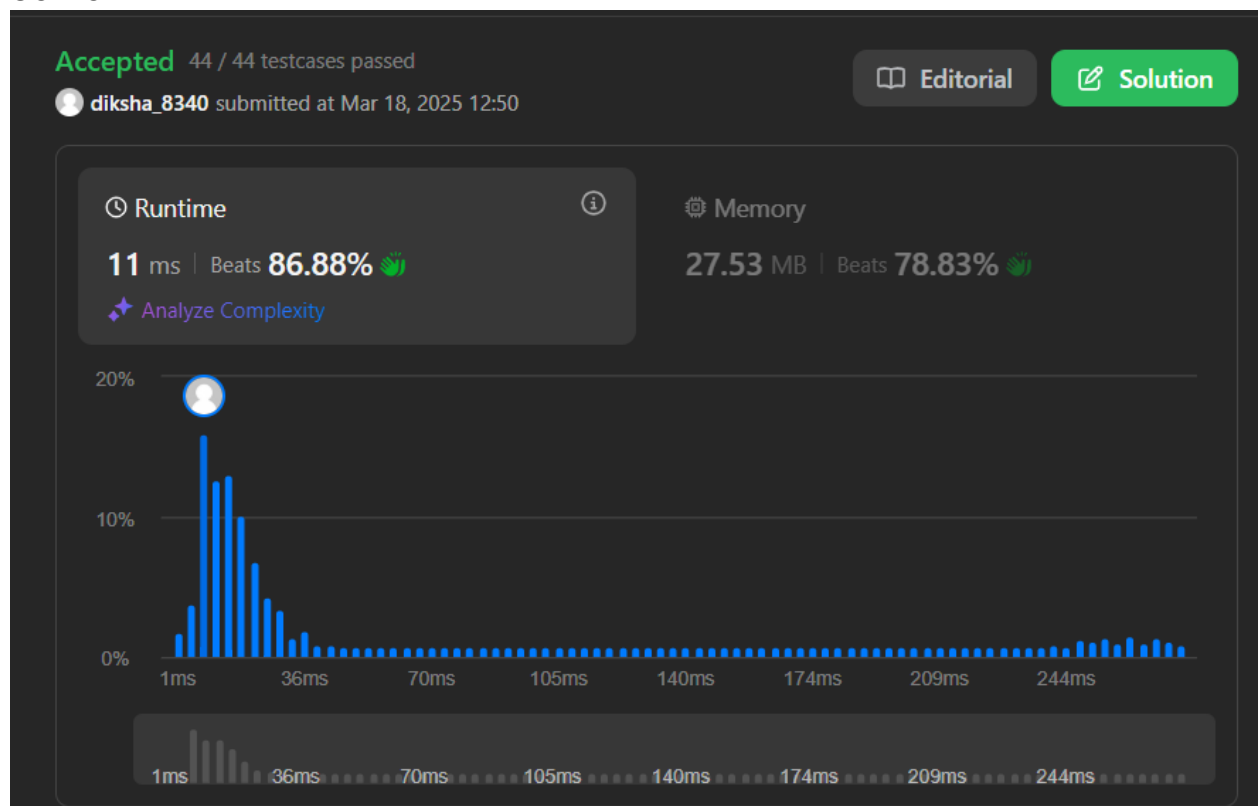 Accepted 44 / 44 testcases passed
Editorial
Solution
diksha_8340 submitted at Mar 18, 2025 12:50
Runtime
11 ms | Beats 86.88%
Analyze Complexity
Memory
27.53 MB | Beats 78.83%
20%
10%
0%
1ms 36ms 70ms 105ms 140ms 174ms 209ms 244ms
1ms 36ms 70ms 105ms 140ms 174ms 209ms 244ms